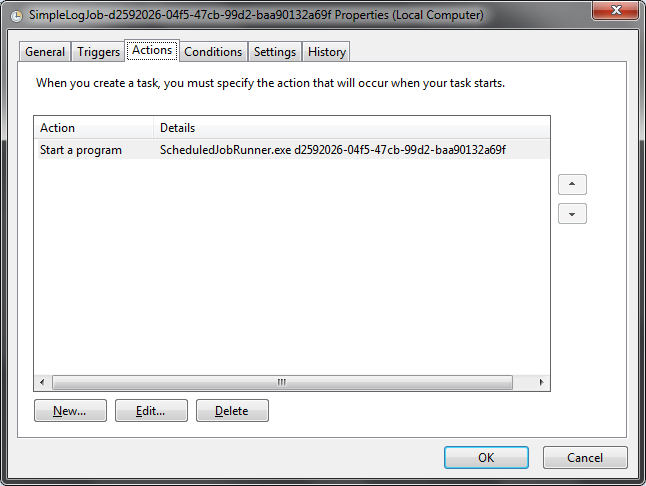 SimpleLogJob-d2592026-04f5-47cb-99d2-baa90132a69f Properties (Local Computer)
General Triggers Actions Conditions Settings History
When you create a task, you must specify the action that will occur when your task starts.
Action Details
Start a program ScheduledJobRunner.exe d2592026-04f5-47cb-99d2-baa90132a69f
New... Edit... Delete
OK Cancel